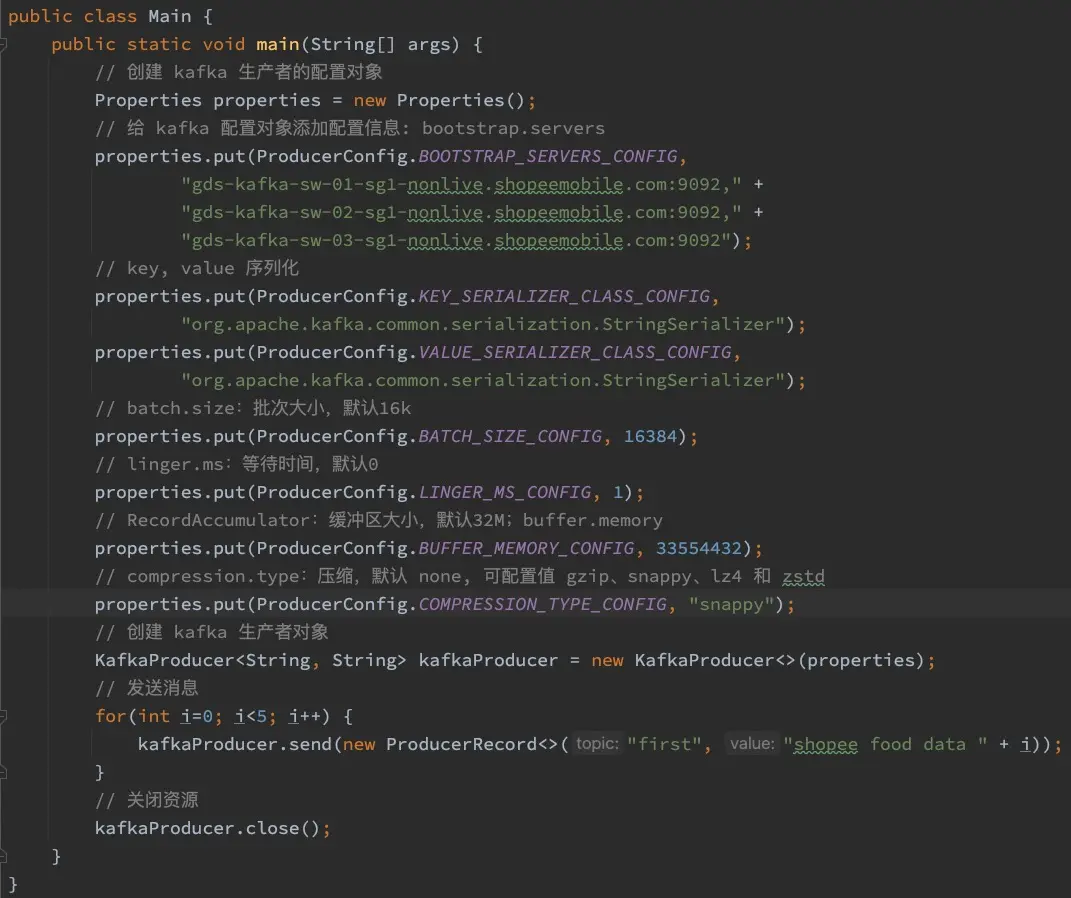 public class Main {
    public static void main(String[] args) {
        // 创建 kafka 生产者的配置对象
        Properties properties = new Properties();
        // 给 kafka 配置对象添加配置信息: bootstrap.servers
        properties.put(ProducerConfig.BOOTSTRAP_SERVERS_CONFIG,
                "gds-kafka-sw-01-sg1-nonlive.shopeemobile.com:9092," +
                "gds-kafka-sw-02-sg1-nonlive.shopeemobile.com:9092," +
                "gds-kafka-sw-03-sg1-nonlive.shopeemobile.com:9092");
        // key, value 序列化
        properties.put(ProducerConfig.KEY_SERIALIZER_CLASS_CONFIG,
                "org.apache.kafka.common.serialization.StringSerializer");
        properties.put(ProducerConfig.VALUE_SERIALIZER_CLASS_CONFIG,
                "org.apache.kafka.common.serialization.StringSerializer");
        // batch.size: 批次大小, 默认16k
        properties.put(ProducerConfig.BATCH_SIZE_CONFIG, 16384);
        // linger.ms: 等待时间, 默认0
        properties.put(ProducerConfig.LINGER_MS_CONFIG, 1);
        // RecordAccumulator: 缓冲区大小, 默认32M; buffer.memory
        properties.put(ProducerConfig.BUFFER_MEMORY_CONFIG, 33554432);
        // compression.type: 压缩, 默认 none, 可配置值 gzip、snappy、lz4 和 zstd
        properties.put(ProducerConfig.COMPRESSION_TYPE_CONFIG, "snappy");
        // 创建 kafka 生产者对象
        KafkaProducer<String, String> kafkaProducer = new KafkaProducer<>(properties);
        // 发送消息
        for(int i=0; i<5; i++) {
            kafkaProducer.send(new ProducerRecord<>( topic: "first", value: "shopee food data " + i));
        }
        // 关闭资源
        kafkaProducer.close();
    }
}